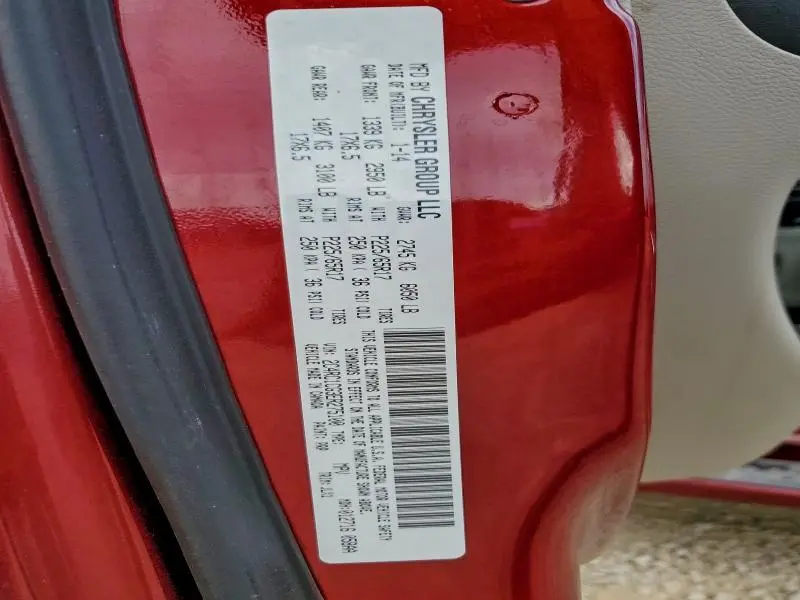 MFD BY CHRYSLER GROUP LLC
DATE OF MFR: 1-14 GVWR: 2745 KG 6050 LB
GAWR FRONT: 1339 KG 2950 LB WITH P225/65R17 TIRES
17X6.5 RIMS AT 250 KPA ( 36 PSI) COLD
GAWR REAR: 1407 KG 3100 LB WITH P225/65R17 TIRES
17X6.5 RIMS AT 250 KPA ( 36 PSI) COLD
THIS VEHICLE CONFORMS TO ALL APPLICABLE U.S.A. FEDERAL MOTOR VEHICLE SAFETY
STANDARDS IN EFFECT ON THE DATE OF MANUFACTURE SHOWN ABOVE.
TYPE: MPV
VEHICLE MADE IN CANADA PAINT: TRIM: